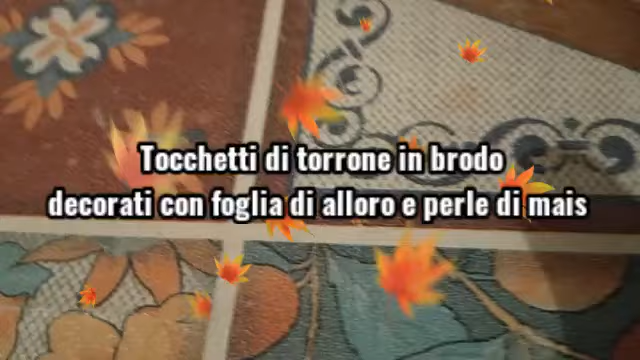 Tocchetti di torrone in brodo
decorati con foglia di alloro e perle di mais